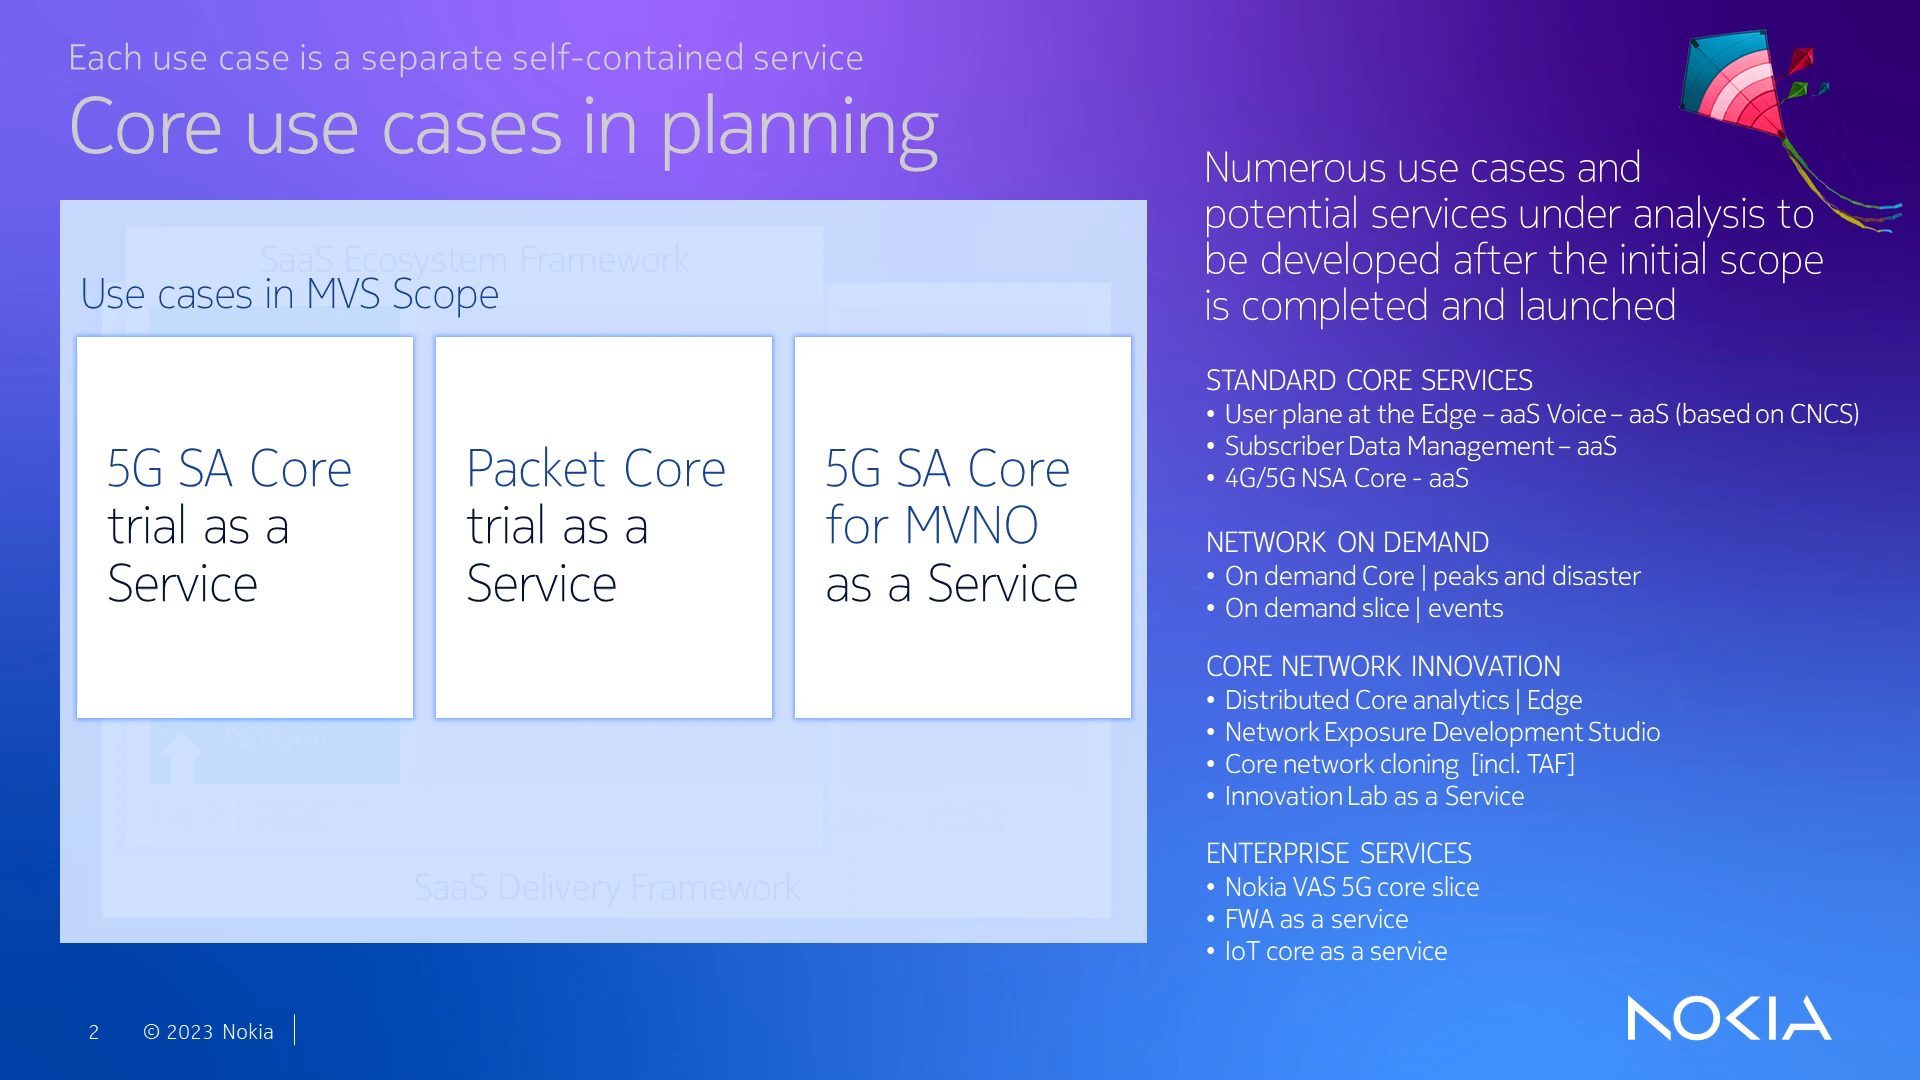 Each use case is a separate self-contained service
Core use cases in planning
SaaS Ecosystem Framework
Use cases in MVS Scope
5G SA Core
trial as a
Service
Packet Core
trial as a
Service
5G SA Core
for MVNO
as a Service
Platform
SaaS Delivery Framework
Numerous use cases and
potential services under analysis to
be developed after the initial scope
is completed and launched
STANDARD CORE SERVICES
• User plane at the Edge – aaS Voice – aaS (based on CNCS)
• Subscriber Data Management – aaS
• 4G/5G NSA Core - aaS
NETWORK ON DEMAND
• On demand Core | peaks and disaster
• On demand slice | events
CORE NETWORK INNOVATION
• Distributed Core analytics | Edge
• Network Exposure Development Studio
• Core network cloning [incl. TAF]
• Innovation Lab as a Service
ENTERPRISE SERVICES
• Nokia VAS 5G core slice
• FWA as a service
• IoT core as a service
2 © 2023 Nokia
NOKIA